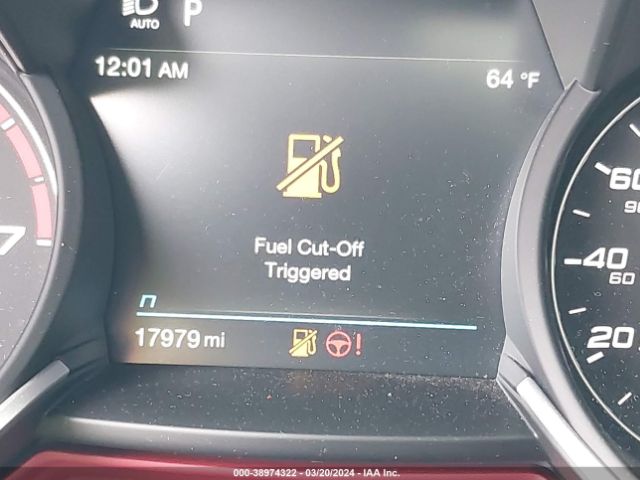 AUTO P
12:01 AM 64 °F
Fuel Cut-Off
Triggered
n
17979 mi
7
60
40
60
20
000-38974322 - 03/20/2024 - IAA Inc.